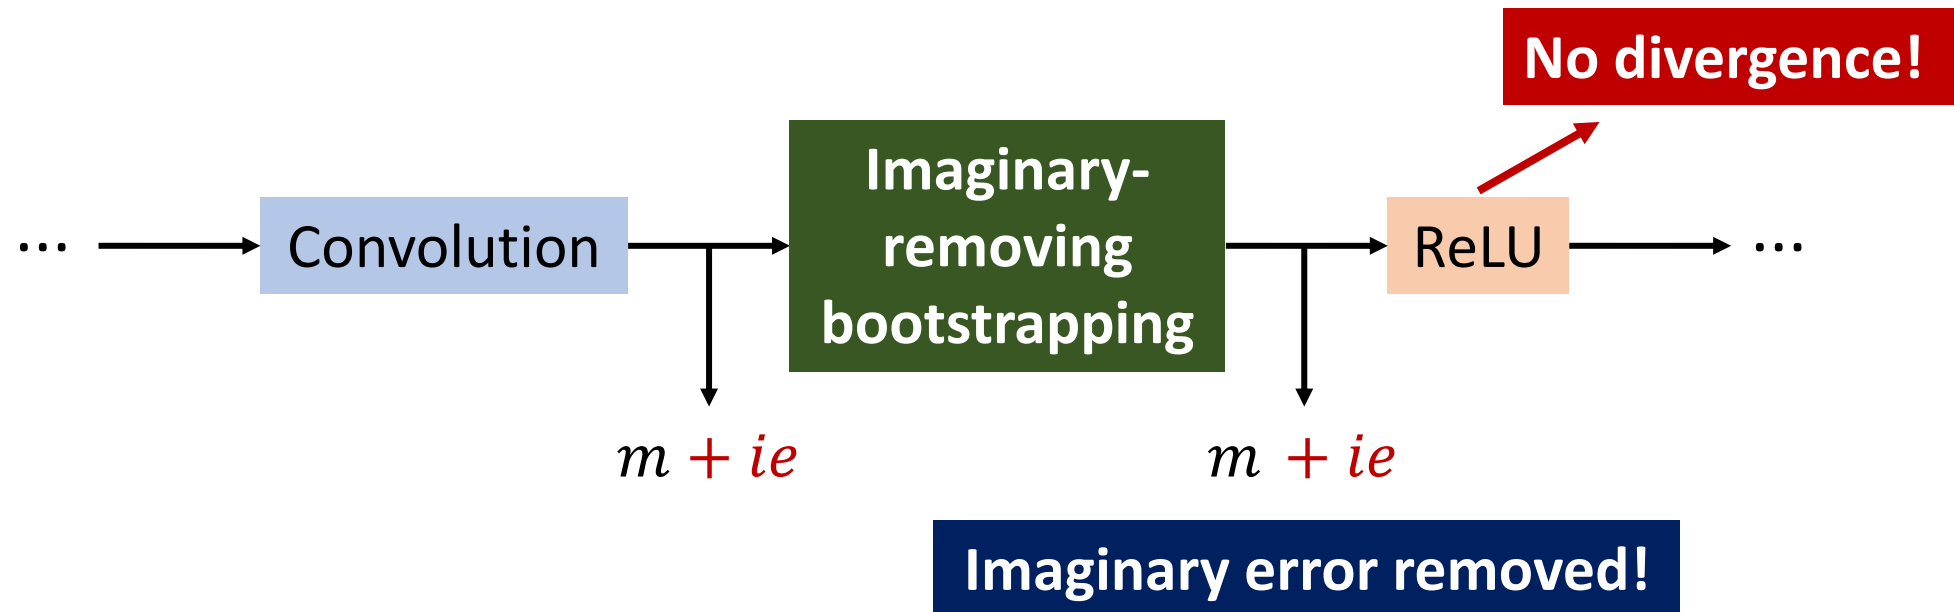 No divergence!
Imaginary-
removing
bootstrapping
... Convolution ReLU ...
m + ie m + ie
Imaginary error removed!